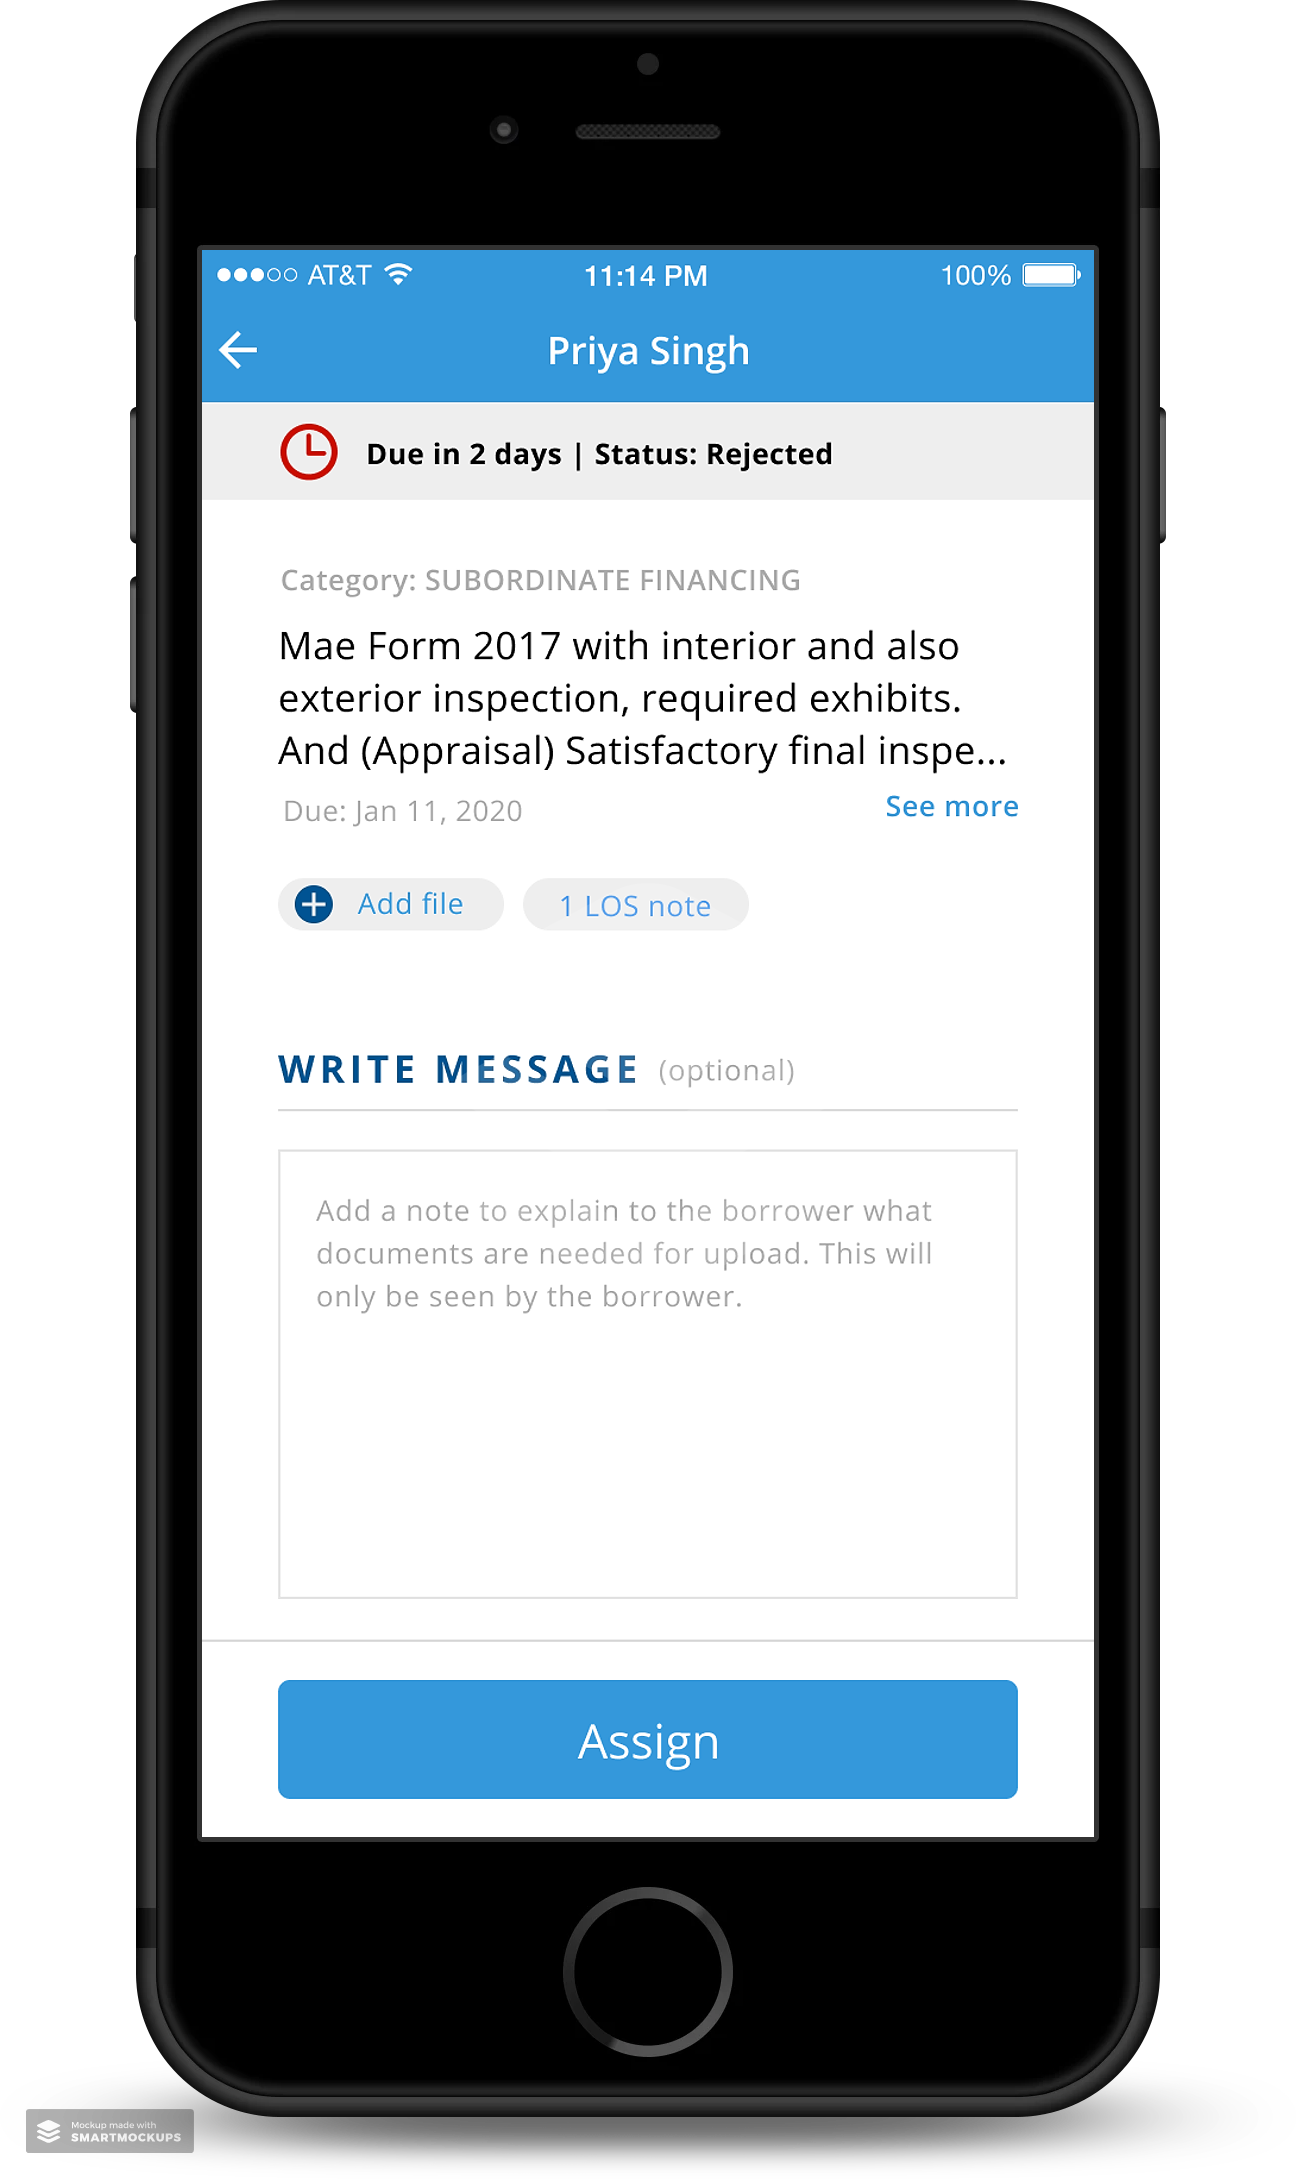 AT&T 11:14 PM 100%
Priya Singh
Due in 2 days | Status: Rejected
Category: SUBORDINATE FINANCING
Mae Form 2017 with interior and also
exterior inspection, required exhibits.
And (Appraisal) Satisfactory final inspe...
Due: Jan 11, 2020 See more
Add file 1 LOS note
WRITE MESSAGE (optional)
Add a note to explain to the borrower what
documents are needed for upload. This will
only be seen by the borrower.
Assign
Mockup made with
SMARTMOCKUPS